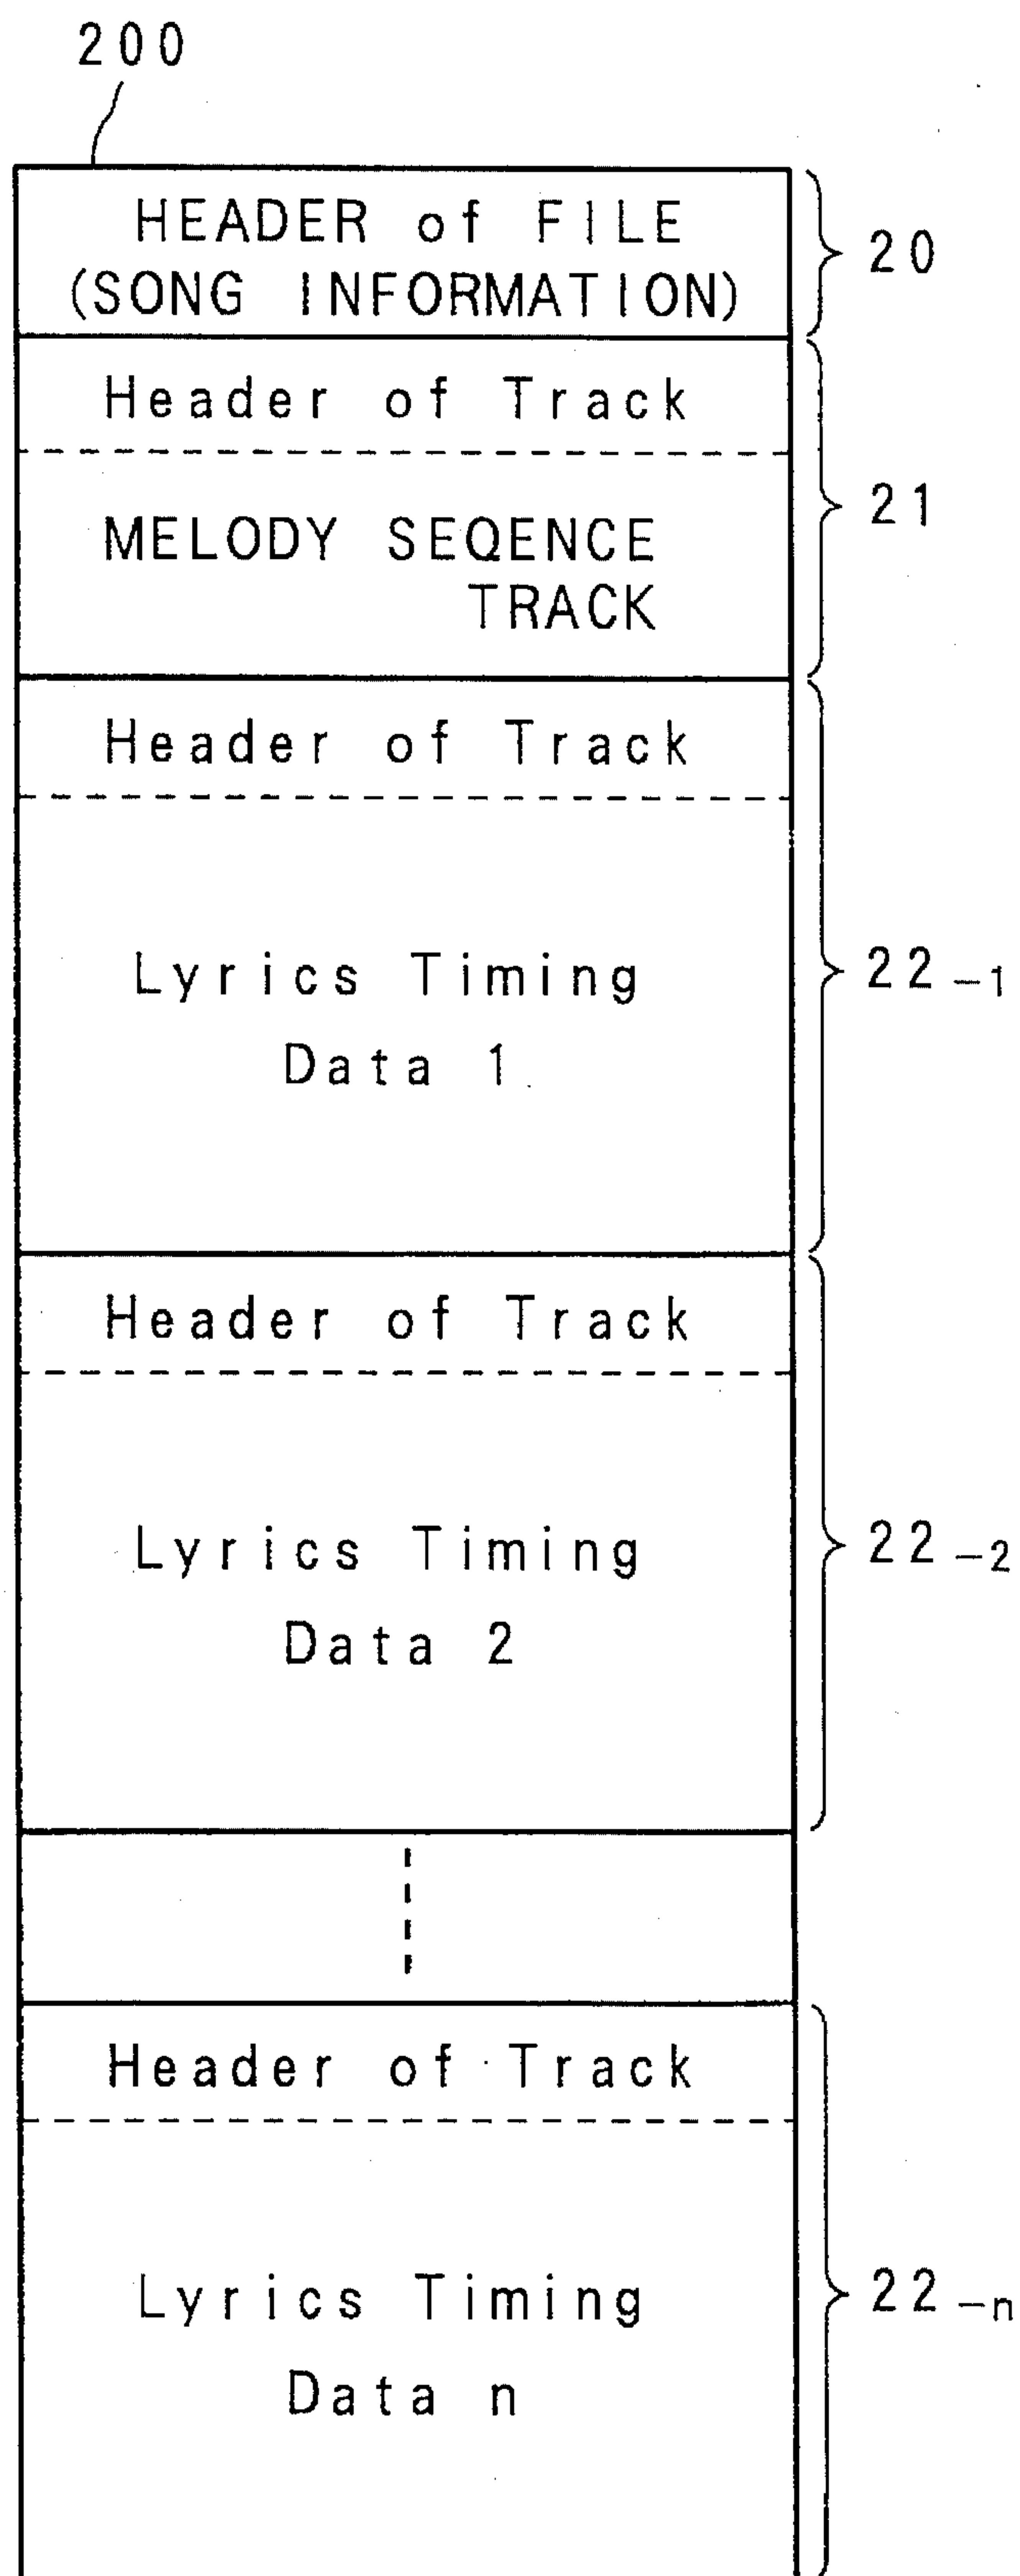 200
HEADER of FILE
(SONG INFORMATION)
20
Header of Track
21
MELODY SEQENCE
TRACK
Header of Track
Lyrics Timing
22-1
Data 1
Header of Track
Lyrics Timing
22-2
Data 2
Header of Track
Lyrics Timing
22-n
Data n